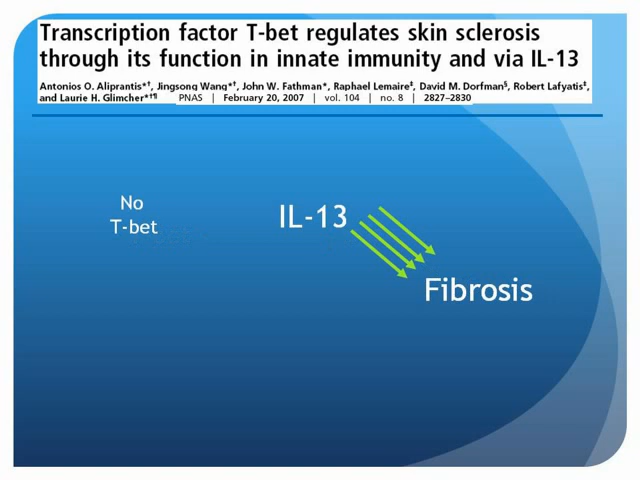 Transcription factor T-bet regulates skin sclerosis
through its function in innate immunity and via IL-13
Antonios O. Aliprantis*†, Jingsong Wang*†, John W. Fathman*, Raphael Lemaire‡, David M. Dorfman§, Robert Lafyatis‡,
and Laurie H. Glimcher*†¶ PNAS | February 20, 2007 | vol. 104 | no. 8 | 2827–2830
No
T-bet
IL-13
Fibrosis